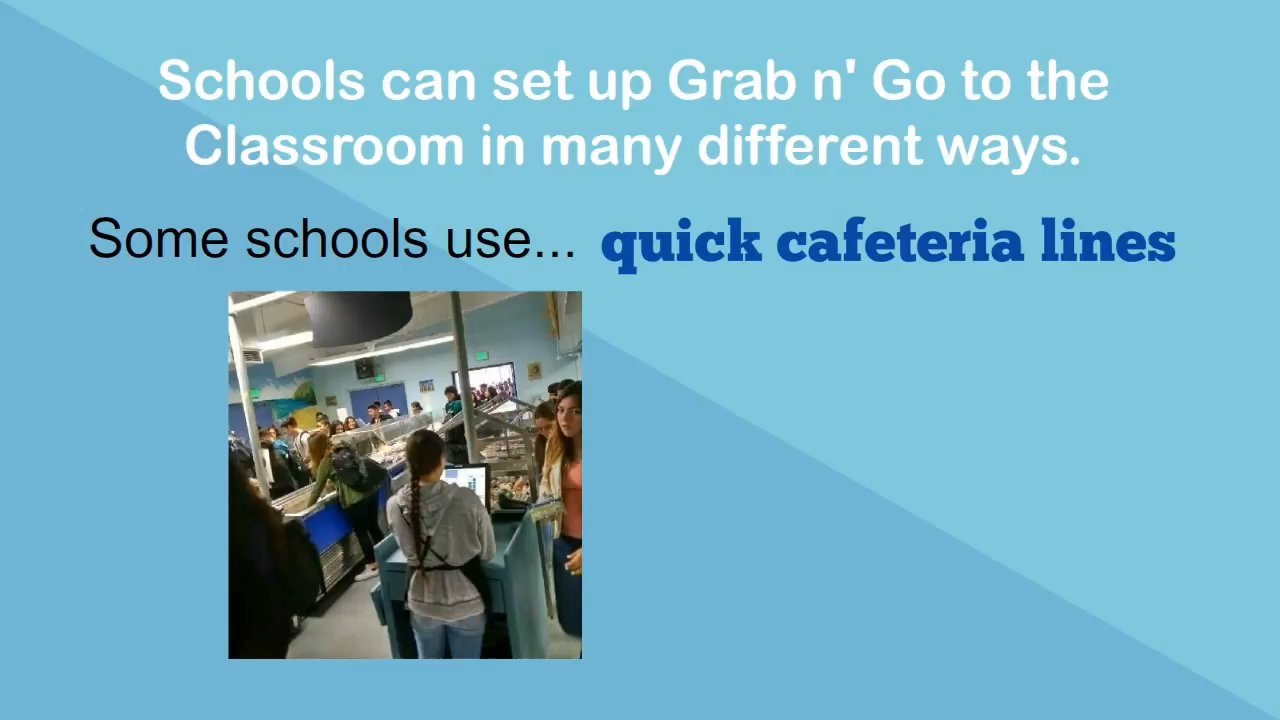 Schools can set up Grab n' Go to the
Classroom in many different ways.
Some schools use... quick cafeteria lines